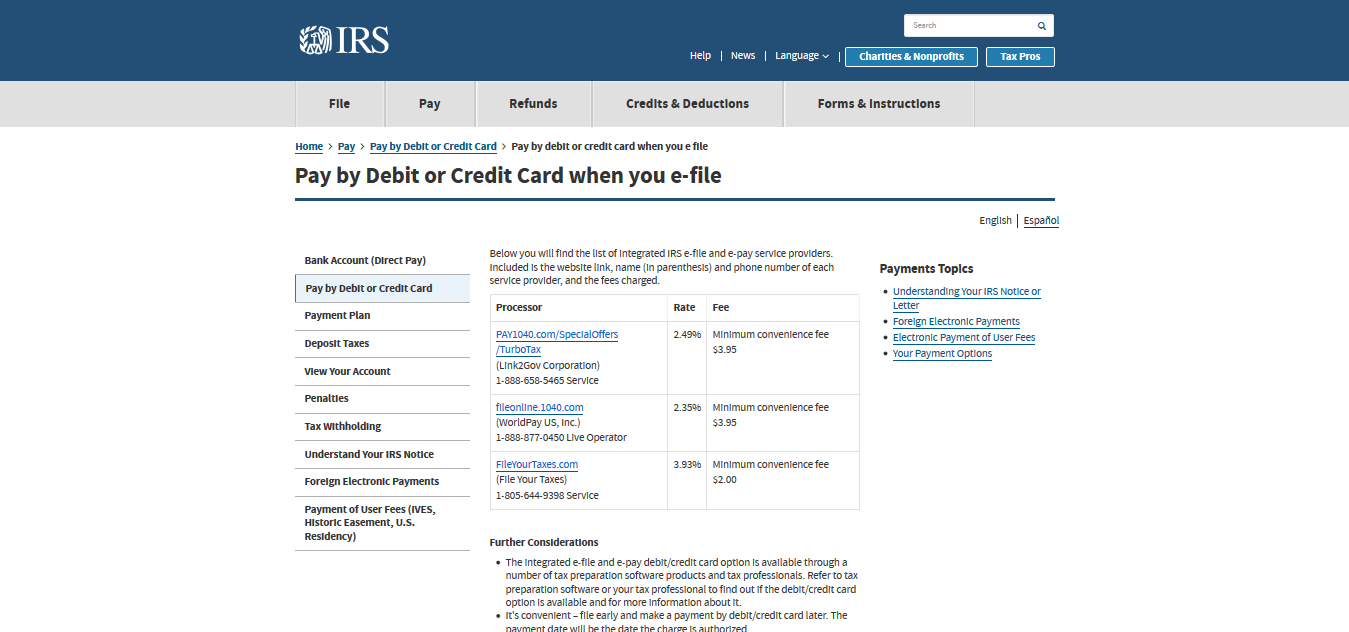 IRS
Search
Help
News
Language
Charities & Nonprofits
Tax Pros
File
Pay
Refunds
Credits & Deductions
Forms & Instructions
Home > Pay > Pay by Debit or Credit Card > Pay by debit or credit card when you e file
Pay by Debit or Credit Card when you e-file
English | Español
Bank Account (Direct Pay)
Pay by Debit or Credit Card
Payment Plan
Deposit Taxes
View Your Account
Penalties
Tax Withholding
Understand Your IRS Notice
Foreign Electronic Payments
Payment of User Fees (IVES,
Historic Easement, U.S.
Residency)
Below you will find the list of integrated IRS e-file and e-pay service providers.
Included is the website link, name (in parenthesis) and phone number of each
service provider, and the fees charged.
Processor Rate Fee
PAY1040.com/SpecialOffers 2.49% Minimum convenience fee
/TurboTax $3.95
(Link2Gov Corporation)
1-888-658-5465 Service
fileonline.1040.com 2.35% Minimum convenience fee
(WorldPay US, Inc.) $3.95
1-888-877-0450 Live Operator
FileYourTaxes.com 3.93% Minimum convenience fee
(File Your Taxes) $2.00
1-805-644-9398 Service
Further Considerations
• The integrated e-file and e-pay debit/credit card option is available through a
number of tax preparation software products and tax professionals. Refer to tax
preparation software or your tax professional to find out if the debit/credit card
option is available and for more information about it.
• It's convenient – file early and make a payment by debit/credit card later. The
payment date will be the date the charge is authorized.
Payments Topics
• Understanding Your IRS Notice or
Letter
• Foreign Electronic Payments
• Electronic Payment of User Fees
• Your Payment Options